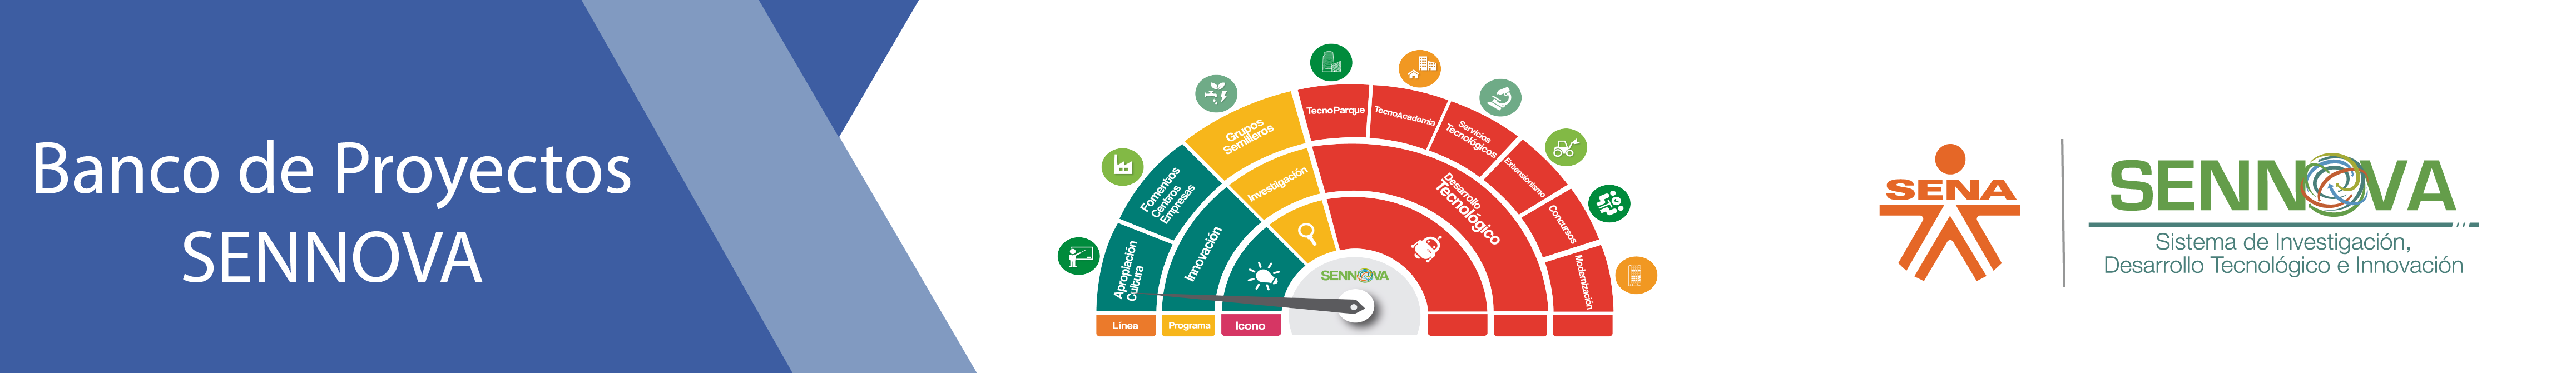 Banco de Proyectos
SENNOVA
Apropiación
Cultura
Fomentos
Centros
Empresas
Grupos
Semilleros
TecnoParque
TecnoAcademia
Servicios
Tecnológicos
Extensionismo
Concursos
Modernización
Innovación
Investigación
Desarrollo
Tecnológico
SENNOVA
Línea
Programa
Icono
SENA
SENNOVA
Sistema de Investigación,
Desarrollo Tecnológico e Innovación